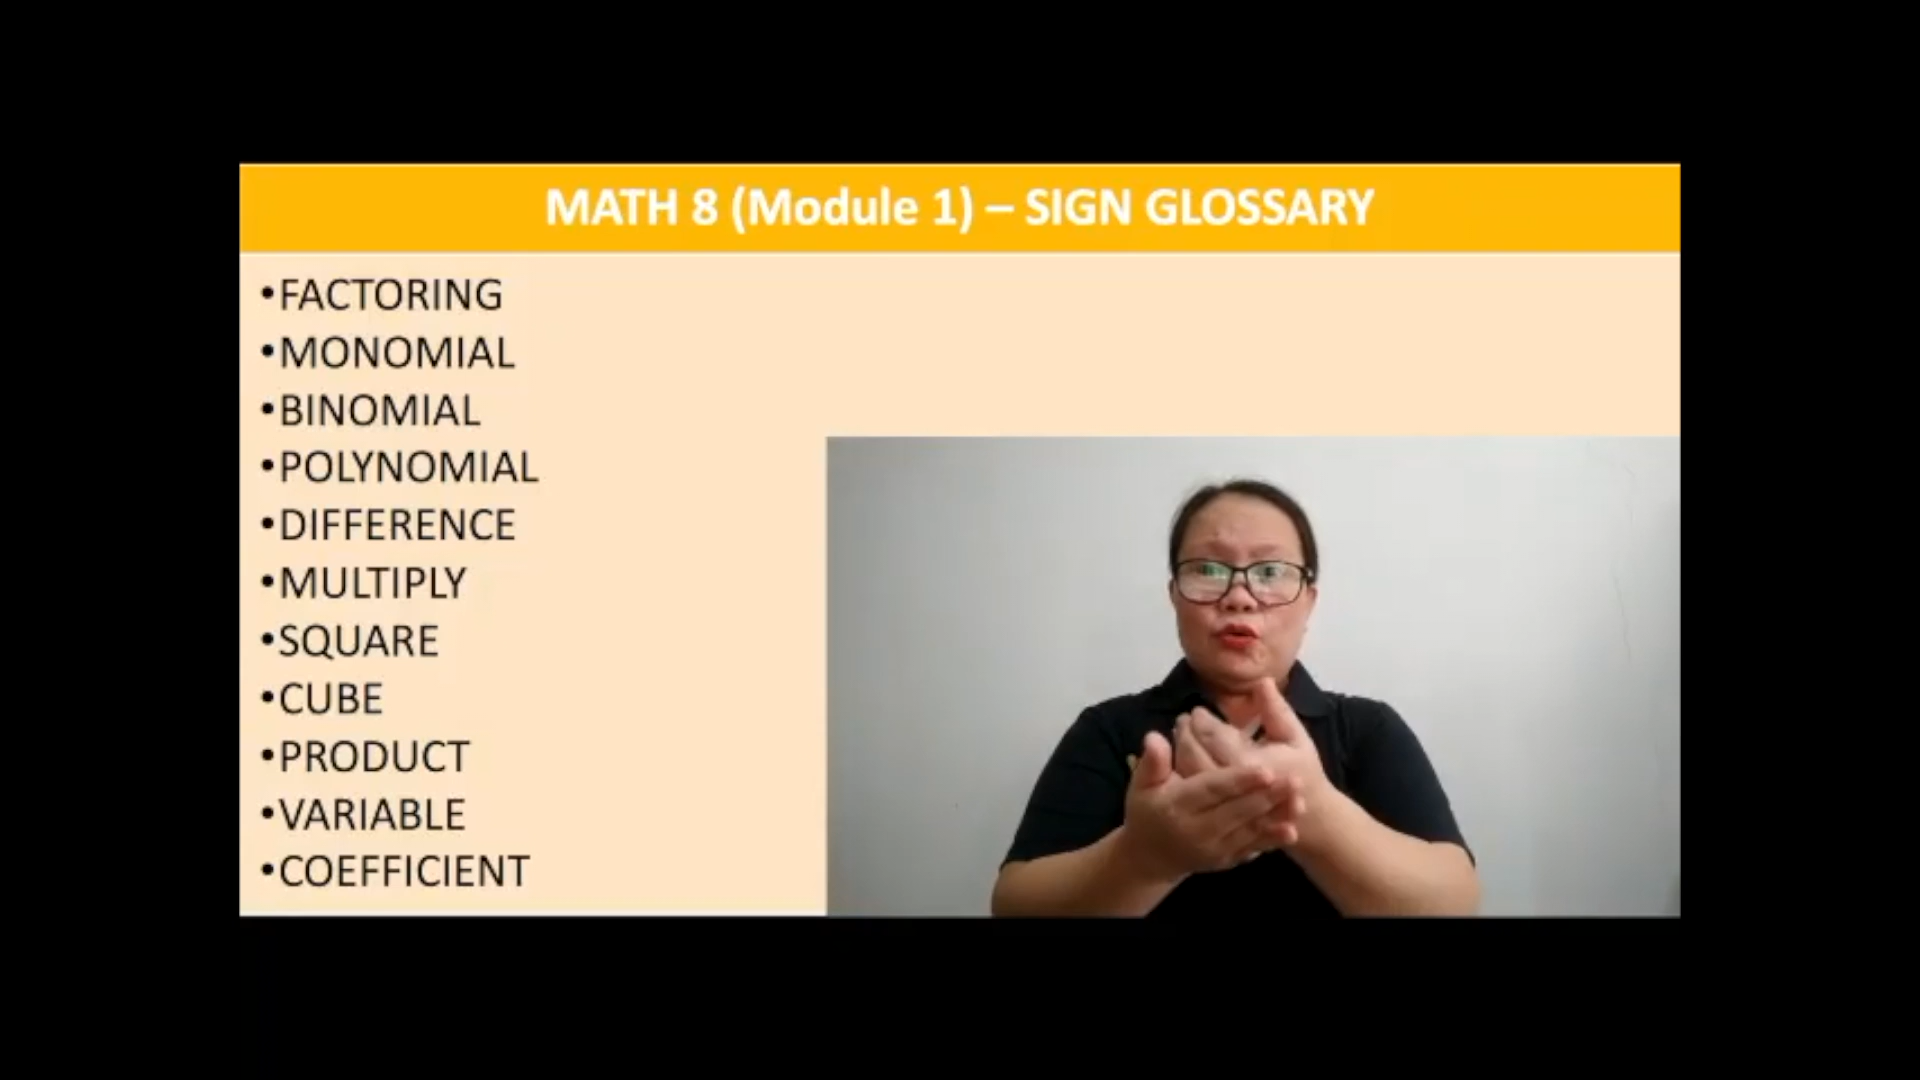 MATH 8 (Module 1) – SIGN GLOSSARY
•FACTORING
•MONOMIAL
•BINOMIAL
•POLYNOMIAL
•DIFFERENCE
•MULTIPLY
•SQUARE
•CUBE
•PRODUCT
•VARIABLE
•COEFFICIENT